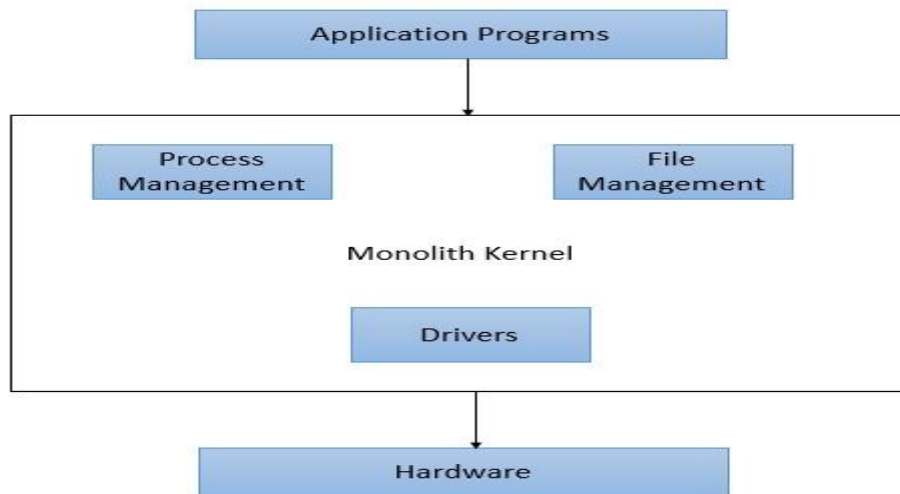 Application Programs
Process
Management
File
Management
Monolith Kernel
Drivers
Hardware